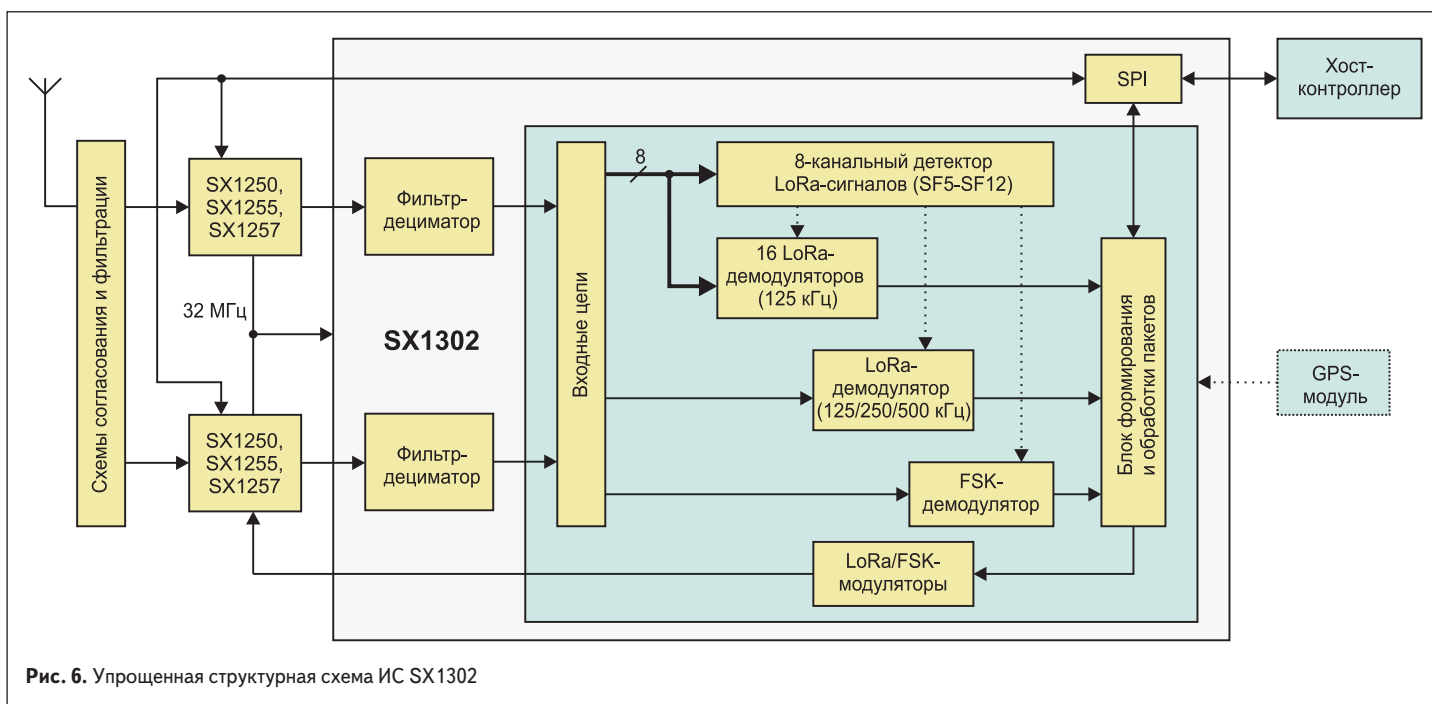 SPI
Хост-
контроллер
8
8-канальный детектор
LoRa-сигналов (SF5-SF12)
Схемы согласования и фильтрации
SX1250,
SX1255,
SX1257
Фильтр-
дециматор
Входные цепи
16 LoRa-
демодуляторов
(125 кГц)
Блок формирования
и обработки пакетов
32 МГц
SX1302
LoRa-
демодулятор
(125/250/500 кГц)
GPS-
модуль
SX1250,
SX1255,
SX1257
Фильтр-
дециматор
FSK-
демодулятор
LoRa/FSK-
модуляторы
Рис. 6. Упрощенная структурная схема ИС SX1302